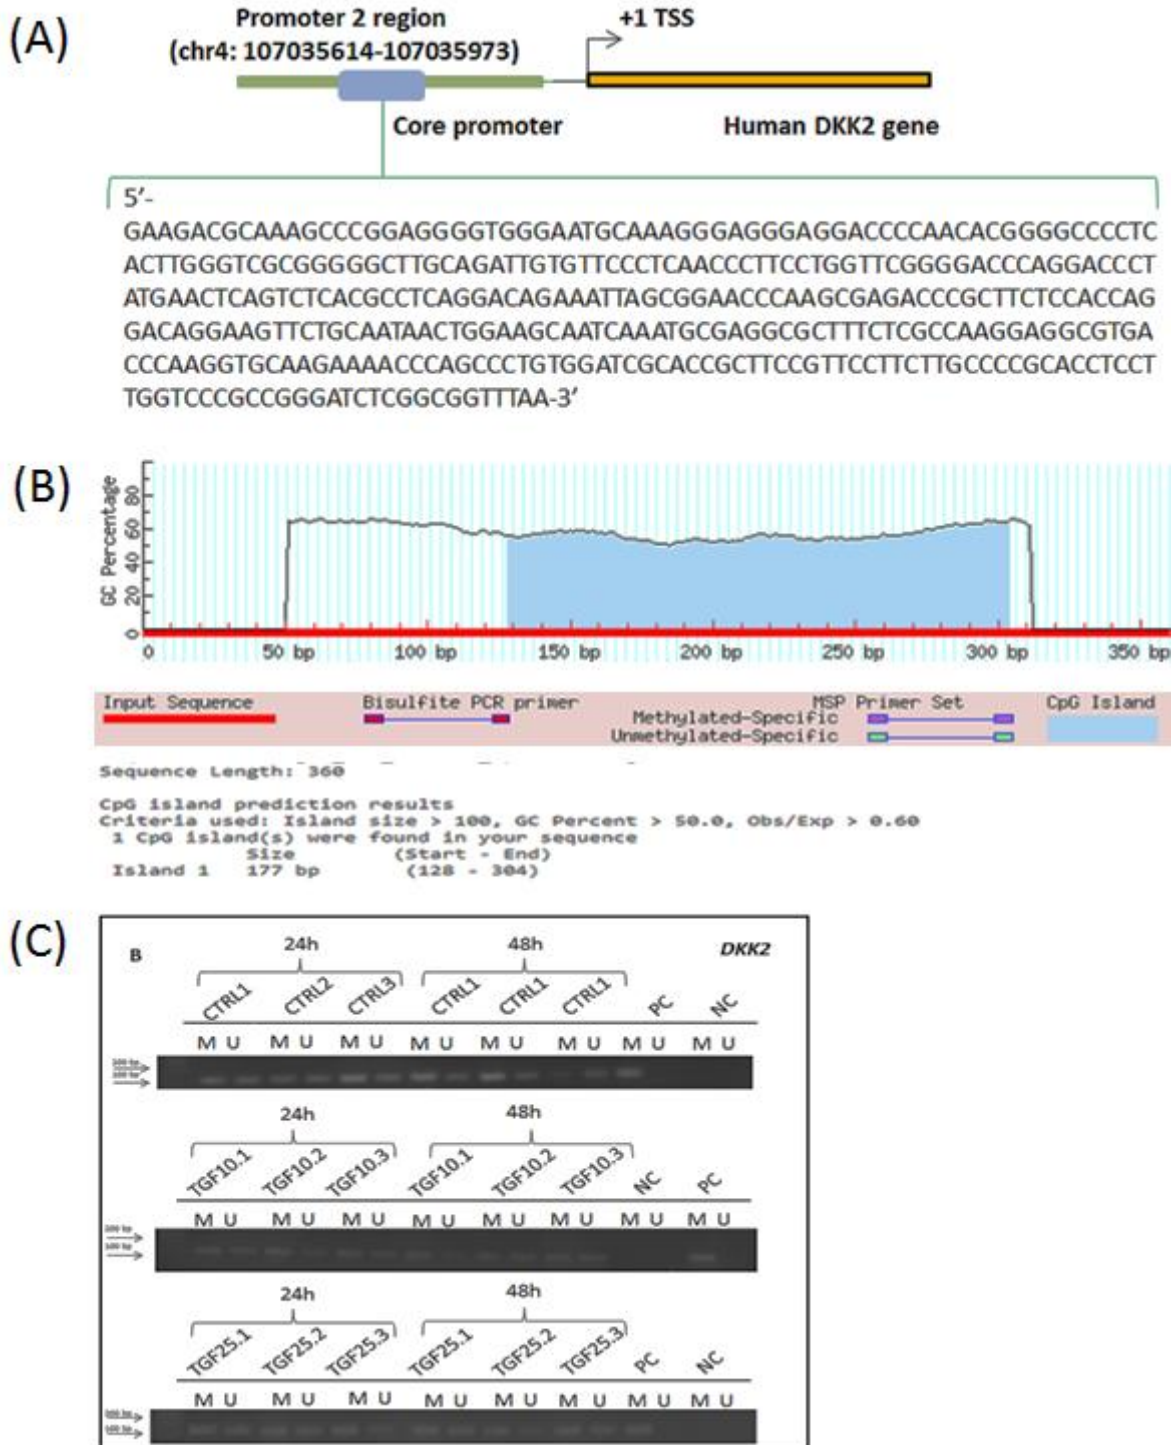 (A)
Promoter 2 region
(chr4: 107035614-107035973)
+1 TSS
Core promoter
Human DKK2 gene
5’-
GAAGACGCAAAGCCCGGAGGGGTGGGAATGCAAAGGGAGGGAGGACCCCAACACGGGGCCCCTC
ACTTGGGTCGCGGGGGCTTGCAGATTGTGTTCCCTCAACCCTTCCTGGTTCGGGGACCCAGGACCCT
ATGAACTCAGTCTCACGCCTCAGGACAGAAATTAGCGGAACCCAAGCGAGACCCGCTTCTCCACCAG
GACAGGAAGTTCTGCAATAACTGGAAGCAATCAAATGCGAGGCGCTTTCTCGCCAAGGAGGCGTGA
CCCAAGGTGCAAGAAAACCCAGCCCTGTGGATCGCACCGCTTCCGTTCCTTCTTGCCCCGCACCTCCT
TGGTCCCGCCGGGATCTCGGCGGTTTAA-3’
(B)
GC Percentage
80
60
40
20
0
0 50 bp 100 bp 150 bp 200 bp 250 bp 300 bp 350 bp
Input Sequence Bisulfite PCR primer MSP Primer Set CpG Island
Methylated-Specific
Unmethylated-Specific
Sequence Length: 360
CpG island prediction results
Criteria used: Island size > 100, GC Percent > 50.0, Obs/Exp > 0.60
1 CpG island(s) were found in your sequence
Size (Start - End)
Island 1 177 bp (128 - 304)
(C)
B 24h 48h DKK2
CTRL1 CTRL2 CTRL3 CTRL1 CTRL1 CTRL1 PC NC
M U M U M U M U M U M U M U M U
100 bp
24h 48h
TGF10.1 TGF10.2 TGF10.3 TGF10.1 TGF10.2 TGF10.3 NC PC
M U M U M U M U M U M U M U M U
100 bp
24h 48h
TGF25.1 TGF25.2 TGF25.3 TGF25.1 TGF25.2 TGF25.3 PC NC
M U M U M U M U M U M U M U M U
100 bp